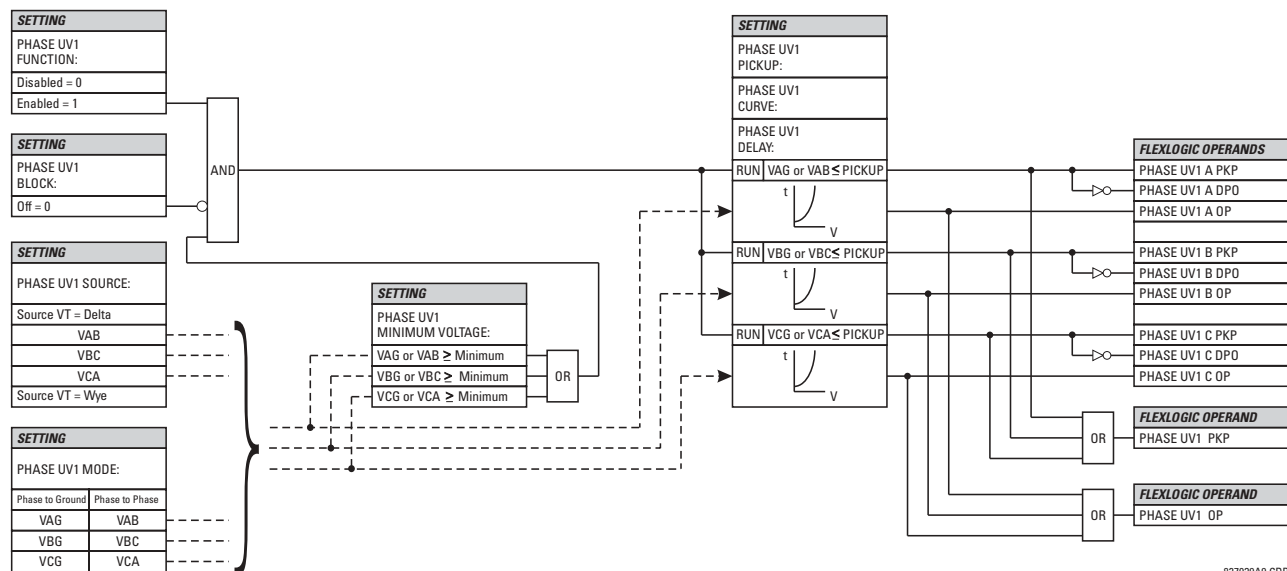 SETTING
PHASE UV1
FUNCTION:
Disabled = 0
Enabled = 1
SETTING
PHASE UV1
BLOCK:
Off = 0
SETTING
PHASE UV1 SOURCE:
Source VT = Delta
VAB
VBC
VCA
Source VT = Wye
SETTING
PHASE UV1 MODE:
Phase to Ground Phase to Phase
VAG VAB
VBG VBC
VCG VCA
AND
SETTING
PHASE UV1
MINIMUM VOLTAGE:
VAG or VAB ≥ Minimum
VBG or VBC ≥ Minimum
VCG or VCA ≥ Minimum
OR
SETTING
PHASE UV1
PICKUP:
PHASE UV1
CURVE:
PHASE UV1
DELAY:
RUN VAG or VAB ≤ PICKUP
t
V
RUN VBG or VBC ≤ PICKUP
t
V
RUN VCG or VCA ≤ PICKUP
t
V
FLEXLOGIC OPERANDS
PHASE UV1 A PKP
PHASE UV1 A DPO
PHASE UV1 A OP
PHASE UV1 B PKP
PHASE UV1 B DPO
PHASE UV1 B OP
PHASE UV1 C PKP
PHASE UV1 C DPO
PHASE UV1 C OP
OR
FLEXLOGIC OPERAND
PHASE UV1 PKP
OR
FLEXLOGIC OPERAND
PHASE UV1 OP